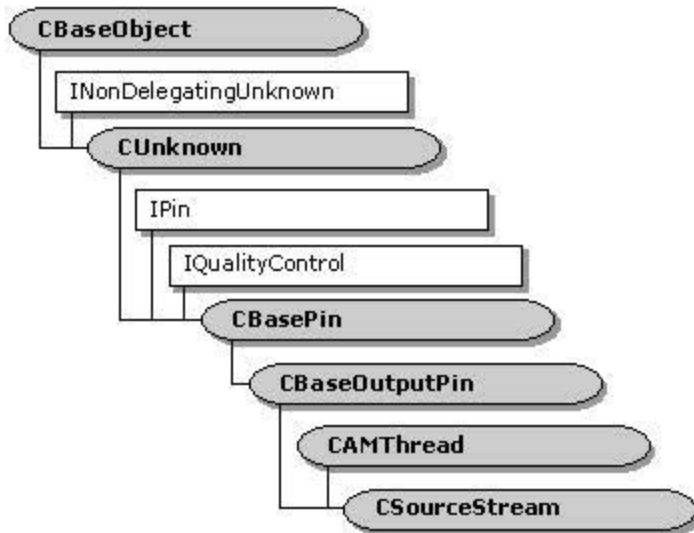 CBaseObject
INonDelegatingUnknown
CUnknown
IPin
IQualityControl
CBasePin
CBaseOutputPin
CAMThread
CSourceStream